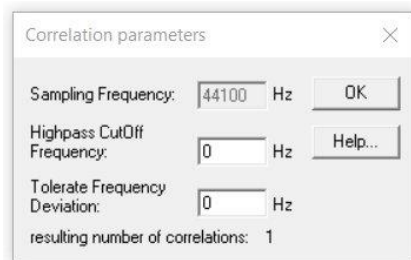 Correlation parameters
Sampling Frequency: 44100 Hz OK
Highpass CutOff
Frequency: 0 Hz Help...
Tolerate Frequency
Deviation: 0 Hz
resulting number of correlations: 1